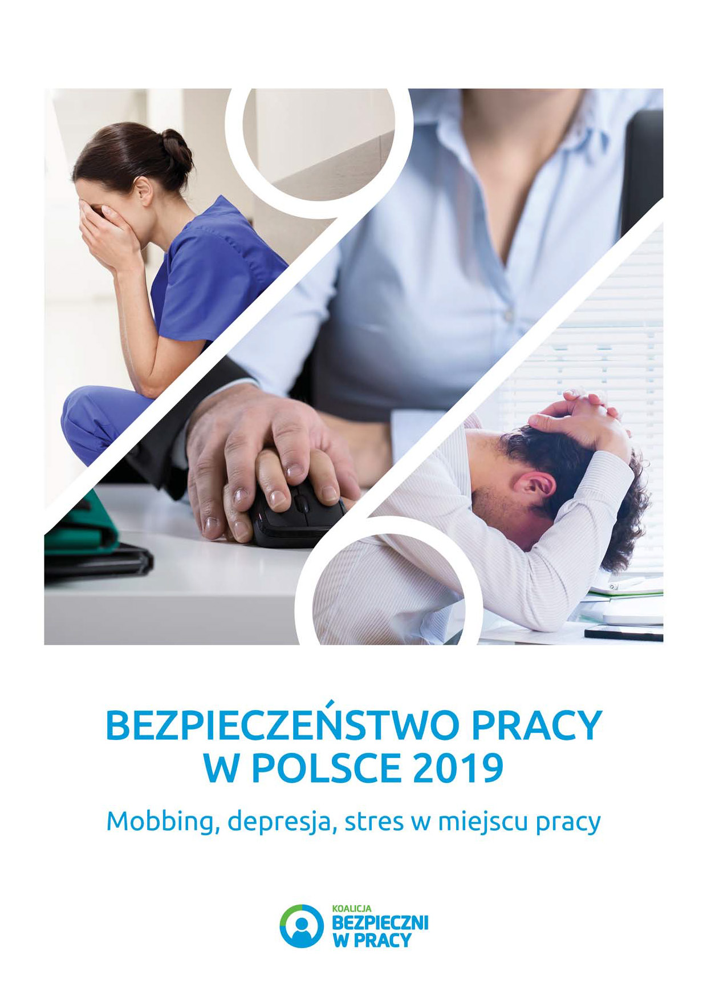 BEZPIECZEŃSTWO PRACY
W POLSCE 2019
Mobbing, depresja, stres w miejscu pracy
KOALICJA
BEZPIECZNI
W PRACY